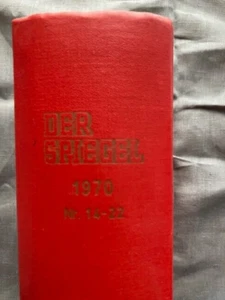 DER
SPIEGEL
1970
Nr. 14-22